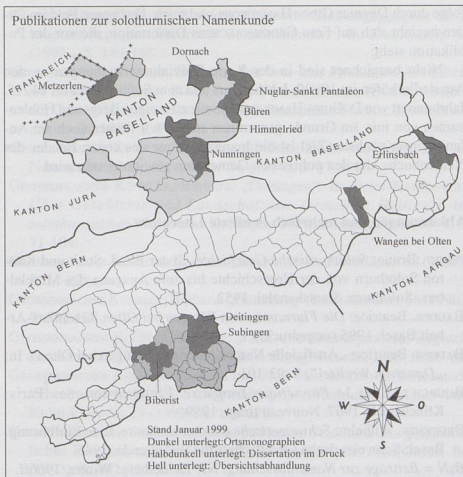 Publikationen zur solothurnischen Namenkunde
Dornach
FRANKREICH
Metzerlen
KANTON
BASELLAND
Nuglar-Sankt Pantaleon
Büren
Himmelried
Nunningen
KANTON BASELLAND
Erlinsbach
KANTON JURA
Wangen bei Olten
KANTON BERN
KANTON AARGAU
Deitingen
Subingen
Biberist
KANTON BERN
N
S
Stand Januar 1999
Dunkel unterlegt:Ortsmonographien
Halbdunkel unterlegt: Dissertation im Druck
Hell unterlegt: Übersichtsabhandlung